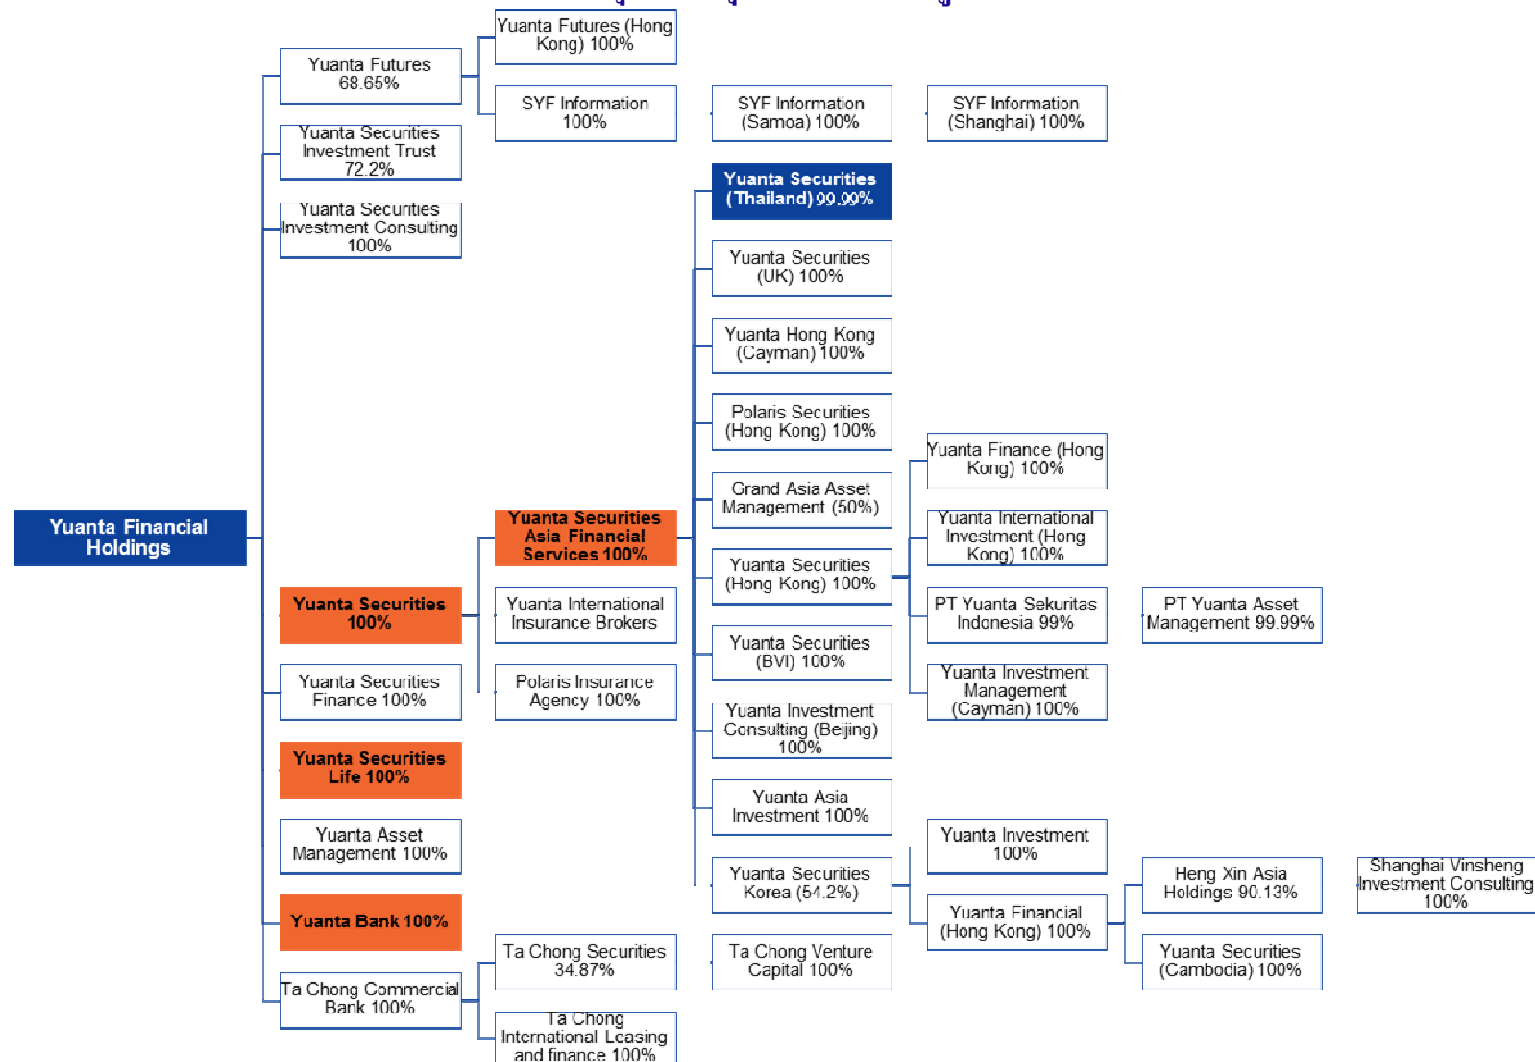 Yuanta Futures (Hong
Kong) 100%
Yuanta Futures
68.65%
SYF Information
100%
SYF Information
(Samoa) 100%
SYF Information
(Shanghai) 100%
Yuanta Securities
Investment Trust
72.2%
Yuanta Securities
(Thailand) 99.99%
Yuanta Securities
Investment Consulting
100%
Yuanta Securities
(UK) 100%
Yuanta Hong Kong
(Cayman) 100%
Polaris Securities
(Hong Kong) 100%
Yuanta Finance (Hong
Kong) 100%
Grand Asia Asset
Management (50%)
Yuanta Financial
Holdings
Yuanta Securities
Asia Financial
Services 100%
Yuanta International
Investment (Hong
Kong) 100%
Yuanta Securities
(Hong Kong) 100%
Yuanta Securities
100%
Yuanta International
Insurance Brokers
PT Yuanta Sekuritas
Indonesia 99%
PT Yuanta Asset
Management 99.99%
Yuanta Securities
(BVI) 100%
Yuanta Securities
Finance 100%
Polaris Insurance
Agency 100%
Yuanta Investment
Management
(Cayman) 100%
Yuanta Investment
Consulting (Beijing)
100%
Yuanta Securities
Life 100%
Yuanta Asia
Investment 100%
Yuanta Asset
Management 100%
Yuanta Investment
100%
Yuanta Securities
Korea (54.2%)
Heng Xin Asia
Holdings 90.13%
Shanghai Vinsheng
Investment Consulting
100%
Yuanta Bank 100%
Yuanta Financial
(Hong Kong) 100%
Ta Chong Securities
34.87%
Ta Chong Venture
Capital 100%
Yuanta Securities
(Cambodia) 100%
Ta Chong Commercial
Bank 100%
Ta Chong
International Leasing
and finance 100%